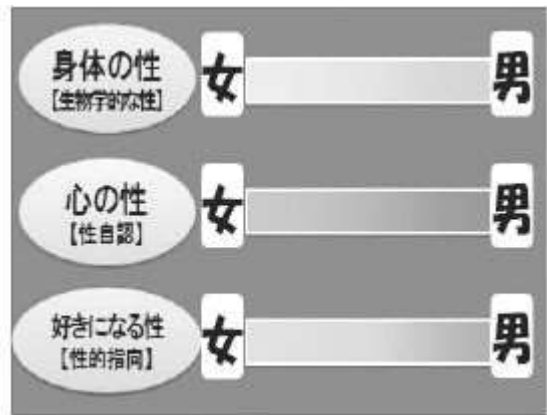 身体の性
【生物学的な性】
女
男
心の性
【性自認】
女
男
好きになる性
【性的指向】
女
男